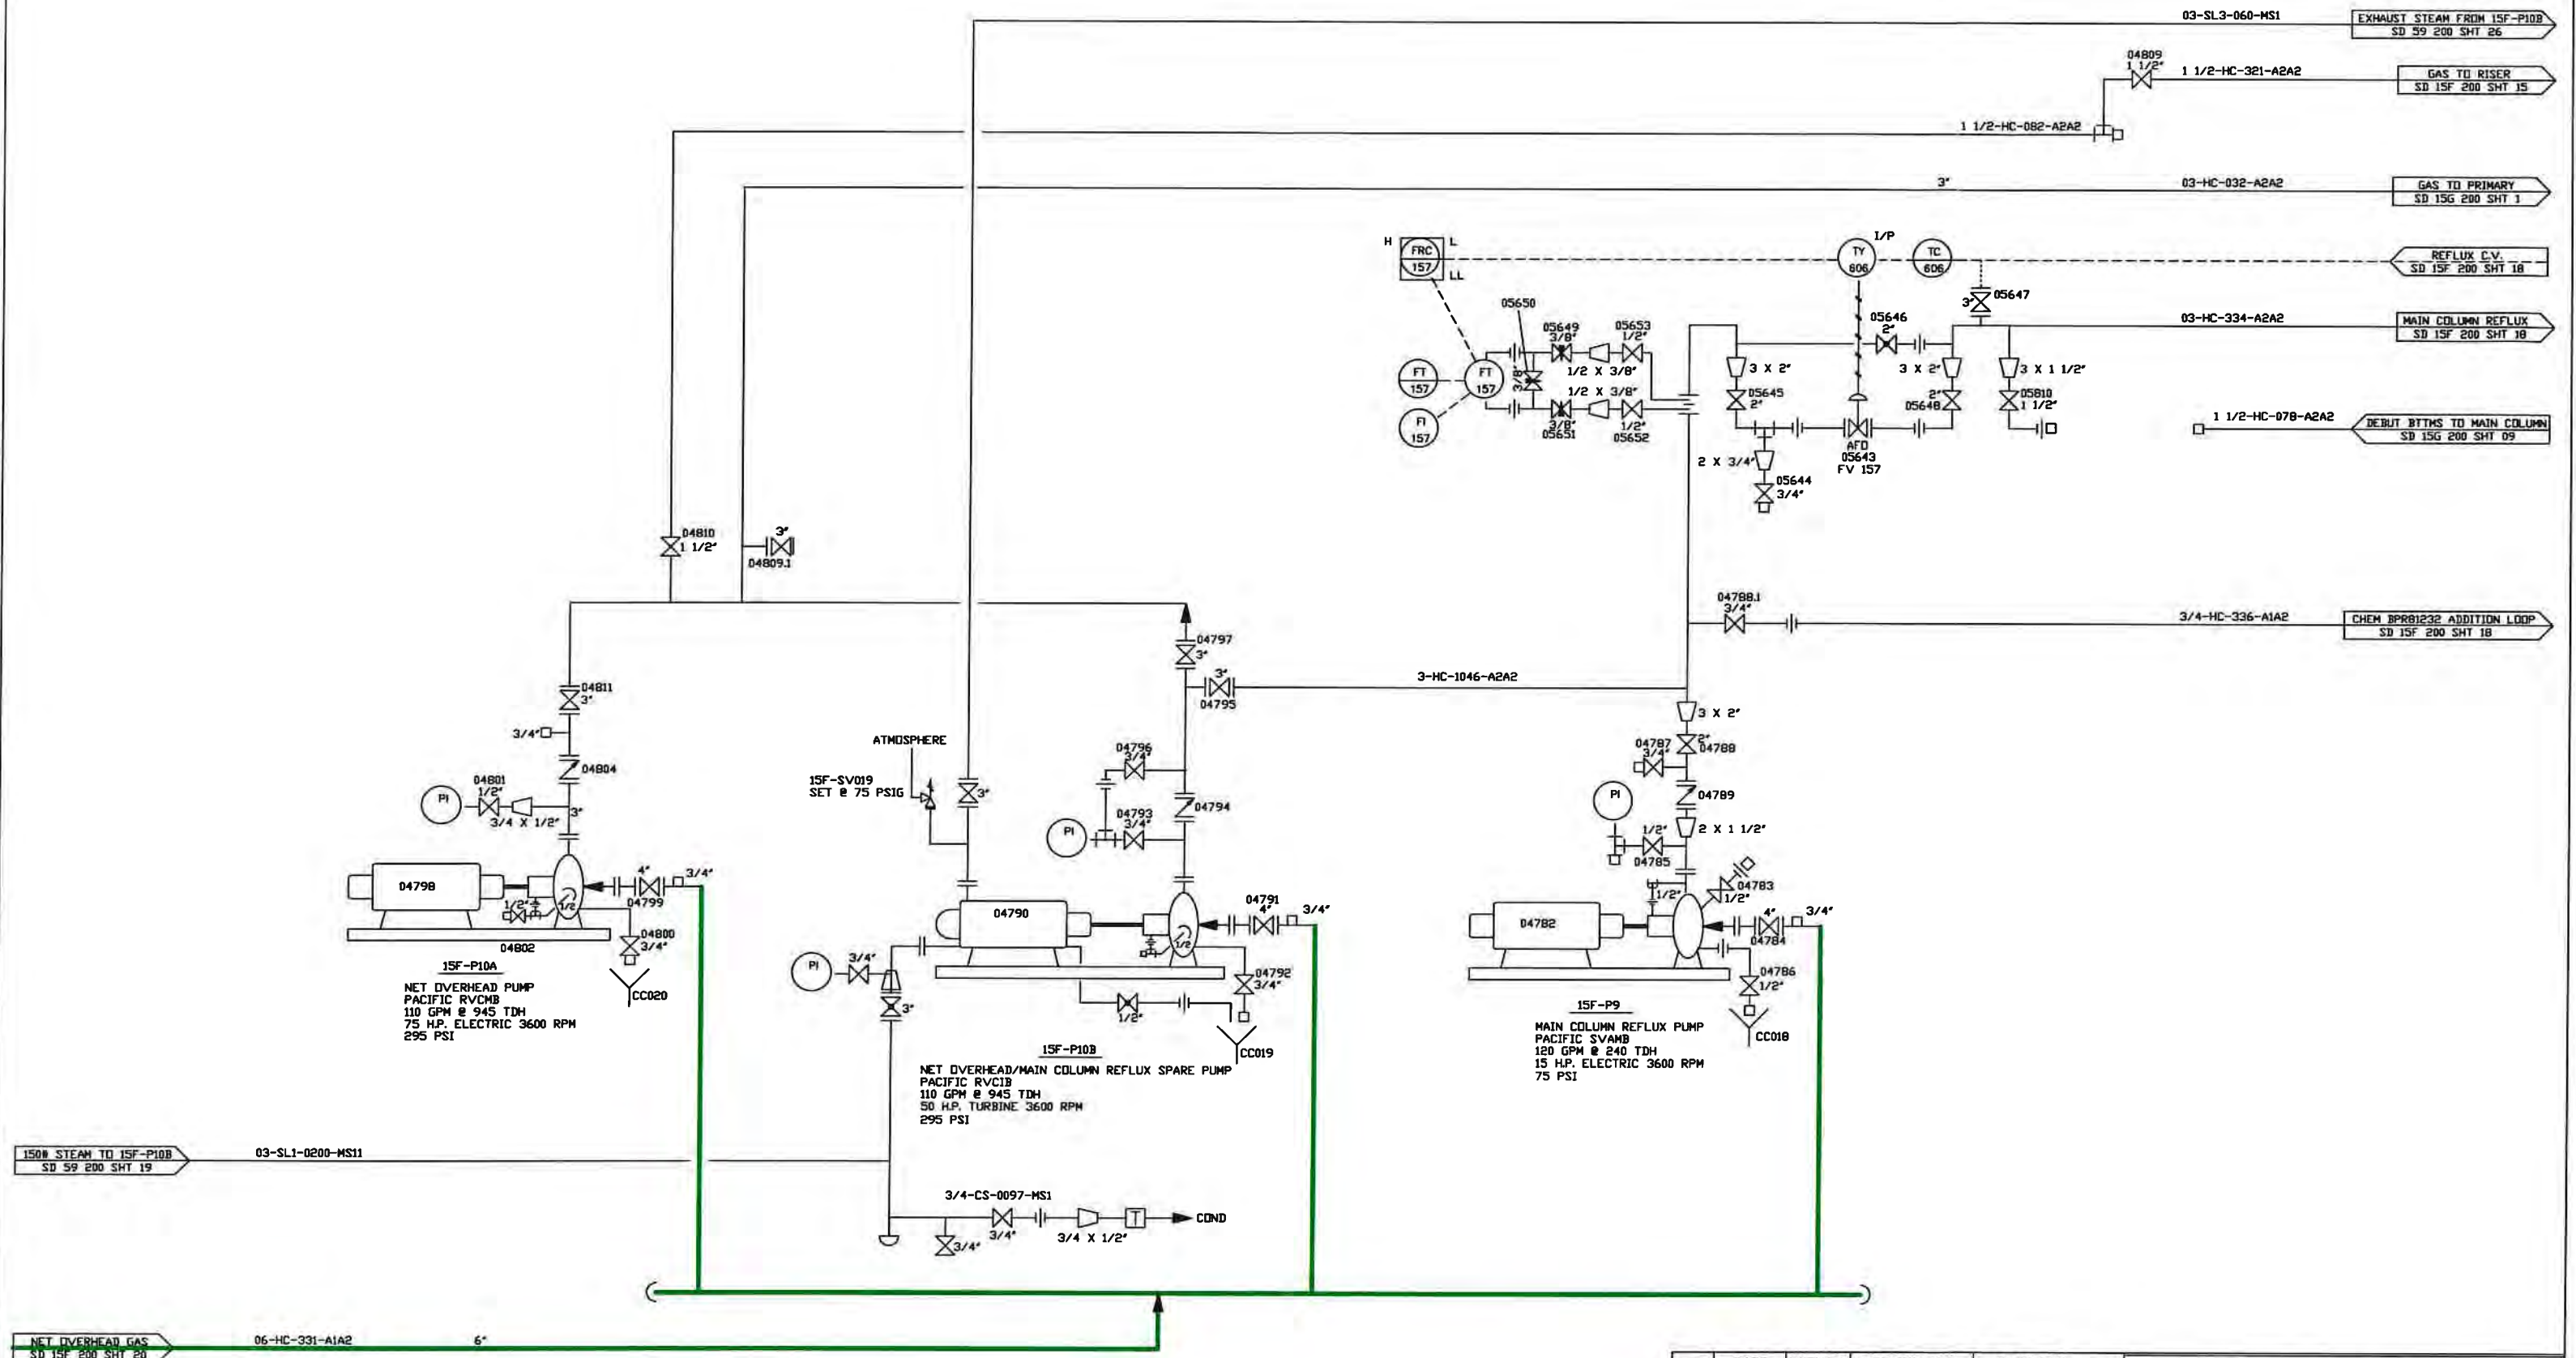 03-SL3-060-MS1
EXHAUST STEAM FROM 15F-P10B
SD 59 200 SHT 26
04809
1 1/2"
1 1/2-HC-321-A2A2
GAS TO RISER
SD 15F 200 SHT 15
1 1/2-HC-082-A2A2
3"
03-HC-032-A2A2
GAS TO PRIMARY
SD 15G 200 SHT 1
H
FRC
157
L
LL
TY
606
I/P
TC
606
REFLUX C.V.
SD 15F 200 SHT 18
3"
05647
05650
05649
3/8"
05653
1/2"
05646
2"
03-HC-334-A2A2
MAIN COLUMN REFLUX
SD 15F 200 SHT 18
FT
157
FT
157
3/8"
1/2 X 3/8"
1/2 X 3/8"
3 X 2"
3 X 2"
3 X 1 1/2"
05645
2"
2"
05648
05810
1 1/2"
FI
157
3/8"
05651
1/2"
05652
AFO
05643
FV 157
1 1/2-HC-078-A2A2
DEBUT BTTMS TO MAIN COLUMN
SD 15G 200 SHT 09
2 X 3/4"
05644
3/4"
04810
1 1/2"
3"
04809.1
04788.1
3/4"
3/4-HC-336-A1A2
CHEM BPR81232 ADDITION LOOP
SD 15F 200 SHT 18
04797
3"
3"
04795
3-HC-1046-A2A2
04811
3"
3/4"
04804
04801
1/2"
PI
3/4 X 1/2"
3"
ATMOSPHERE
15F-SV019
SET @ 75 PSIG
3"
04796
3/4"
04794
04793
3/4"
PI
3 X 2"
04787
3/4"
2"
04788
04789
PI
2 X 1 1/2"
1/2"
04785
04798
4"
3/4"
04799
1/2"
1/2
04800
3/4"
04802
CC020
15F-P10A
NET OVERHEAD PUMP
PACIFIC RVCMB
110 GPM @ 945 TDH
75 H.P. ELECTRIC 3600 RPM
295 PSI
04790
04791
4"
3/4"
1/2
PI
3/4"
3"
04792
3/4"
1/2"
CC019
15F-P10B
NET OVERHEAD/MAIN COLUMN REFLUX SPARE PUMP
PACIFIC RVCIB
110 GPM @ 945 TDH
50 H.P. TURBINE 3600 RPM
295 PSI
04782
1/2"
04783
1/2"
4"
3/4"
04784
04786
1/2"
CC018
15F-P9
MAIN COLUMN REFLUX PUMP
PACIFIC SVAMB
120 GPM @ 240 TDH
15 H.P. ELECTRIC 3600 RPM
75 PSI
150# STEAM TO 15F-P10B
SD 59 200 SHT 19
03-SL1-0200-MS11
3/4-CS-0097-MS1
3/4"
3/4"
3/4 X 1/2"
T
COND
NET OVERHEAD GAS
SD 15F 200 SHT 20
06-HC-331-A1A2
6"